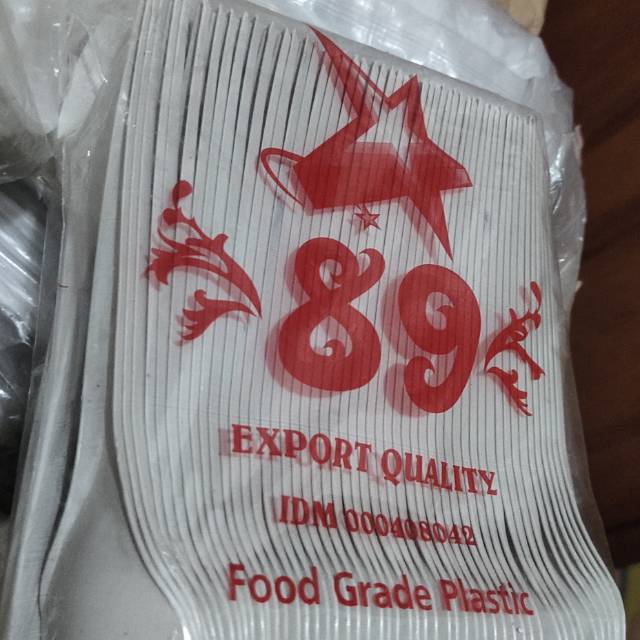 89
EXPORT QUALITY
IDM 000408042
Food Grade Plastic